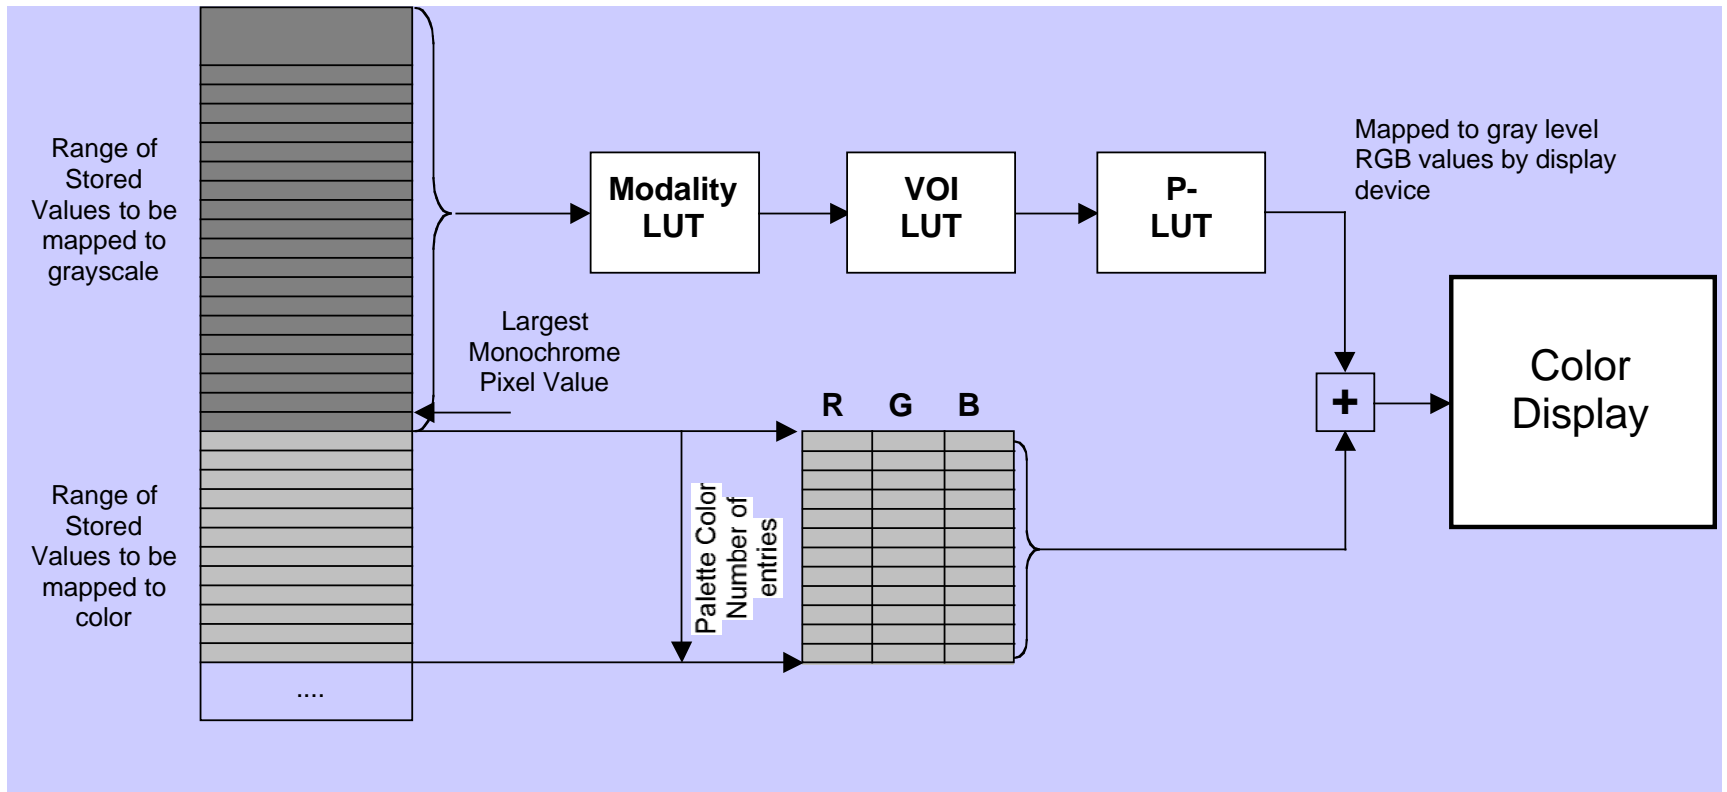 Range of
Stored
Values to be
mapped to
grayscale
Modality
LUT
VOI
LUT
P-
LUT
Mapped to gray level
RGB values by display
device
Largest
Monochrome
Pixel Value
R G B
+
Color
Display
Range of
Stored
Values to be
mapped to
color
Palette Color
Number of
entries
....